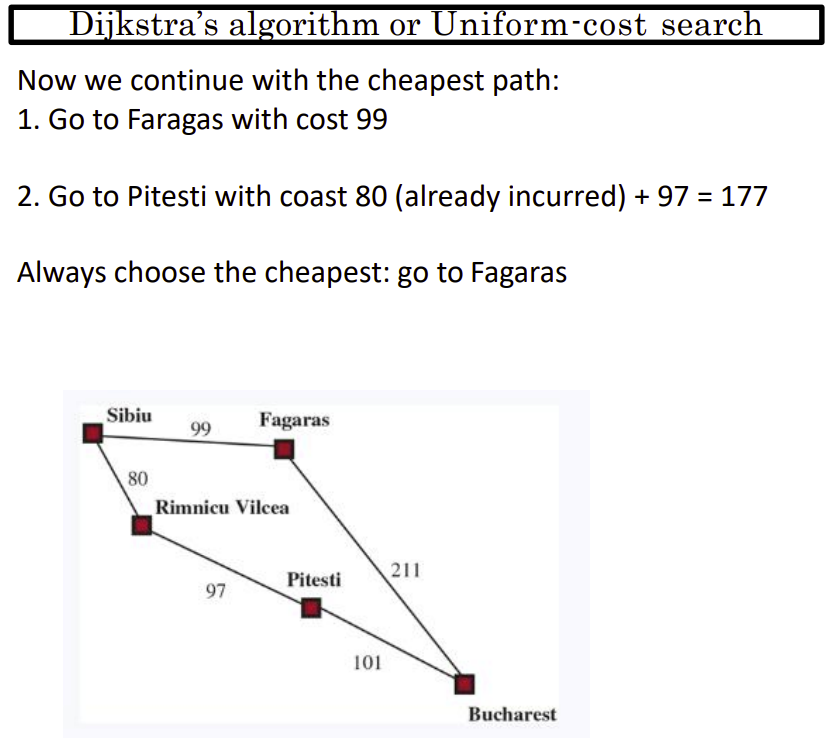 Dijkstra’s algorithm or Uniform-cost search
Now we continue with the cheapest path:
1. Go to Faragas with cost 99
2. Go to Pitesti with coast 80 (already incurred) + 97 = 177
Always choose the cheapest: go to Fagaras
Sibiu
99
Fagaras
80
Rimnicu Vilcea
211
Pitesti
97
101
Bucharest